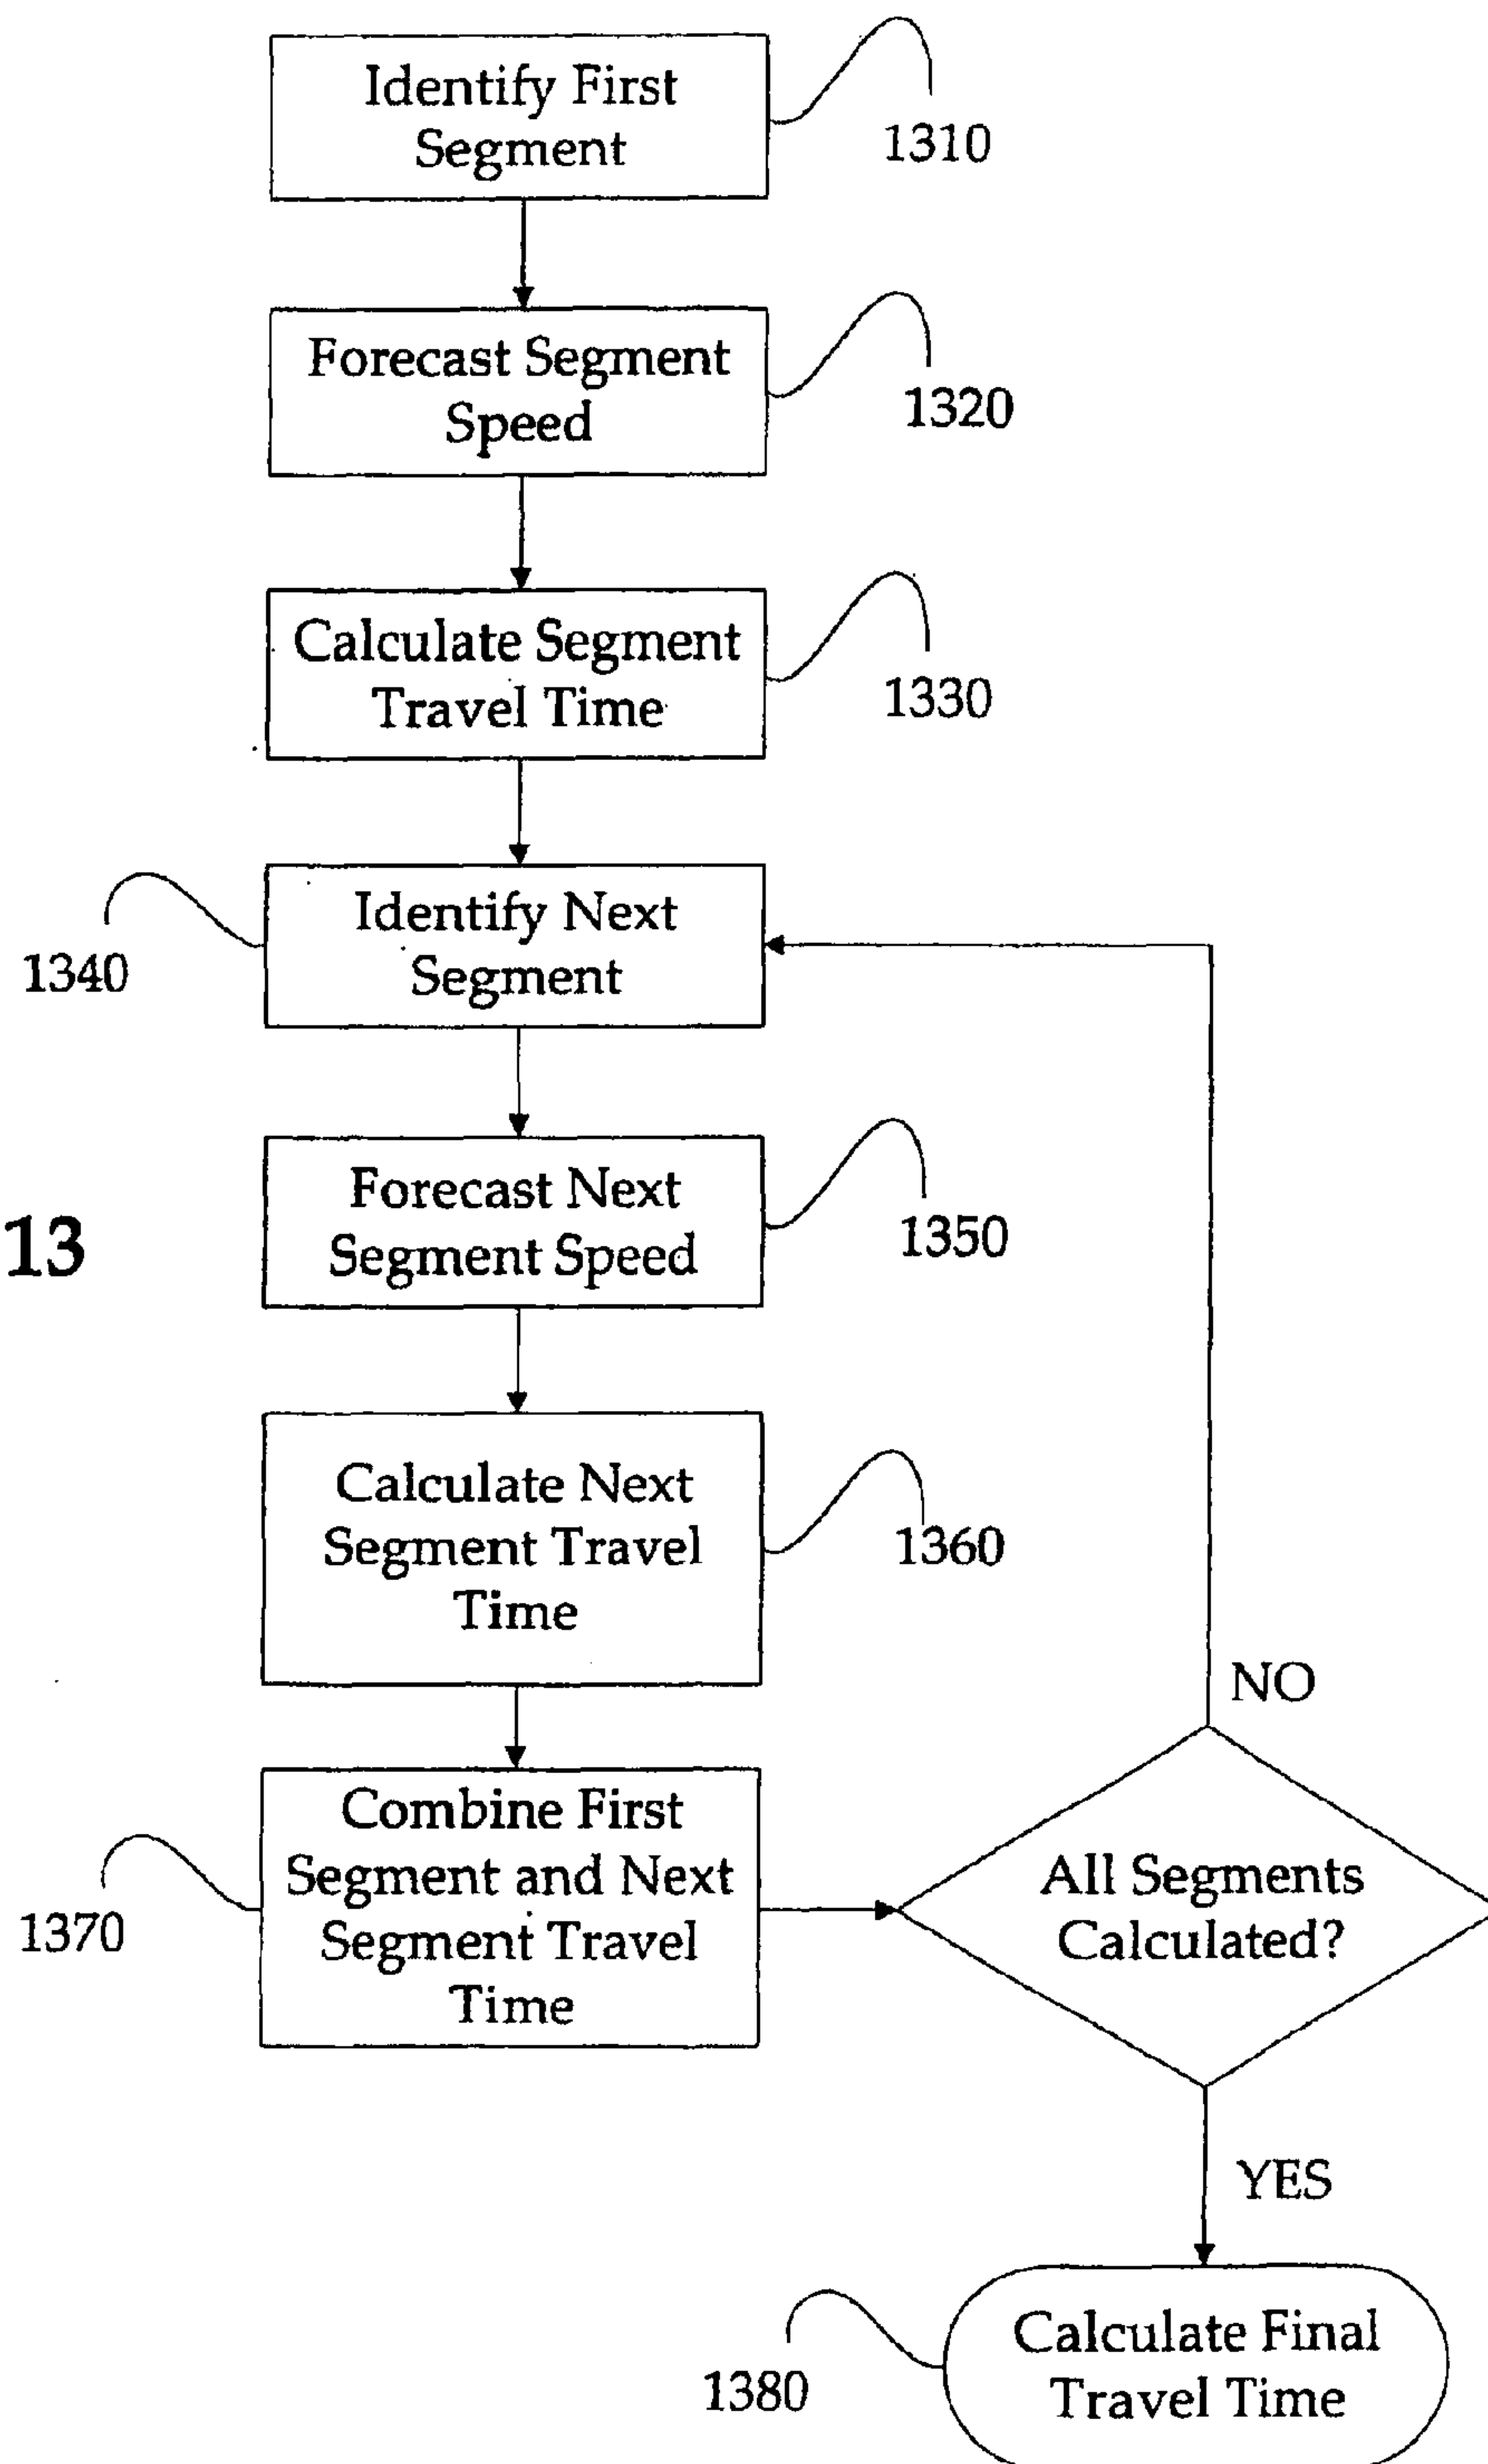 Identify First
Segment
1310
Forecast Segment
Speed
1320
Calculate Segment
Travel Time
1330
Identify Next
Segment
1340
Forecast Next
Segment Speed
1350
13
Calculate Next
Segment Travel
Time
1360
NO
Combine First
Segment and Next
Segment Travel
Time
1370
All Segments
Calculated?
YES
Calculate Final
Travel Time
1380